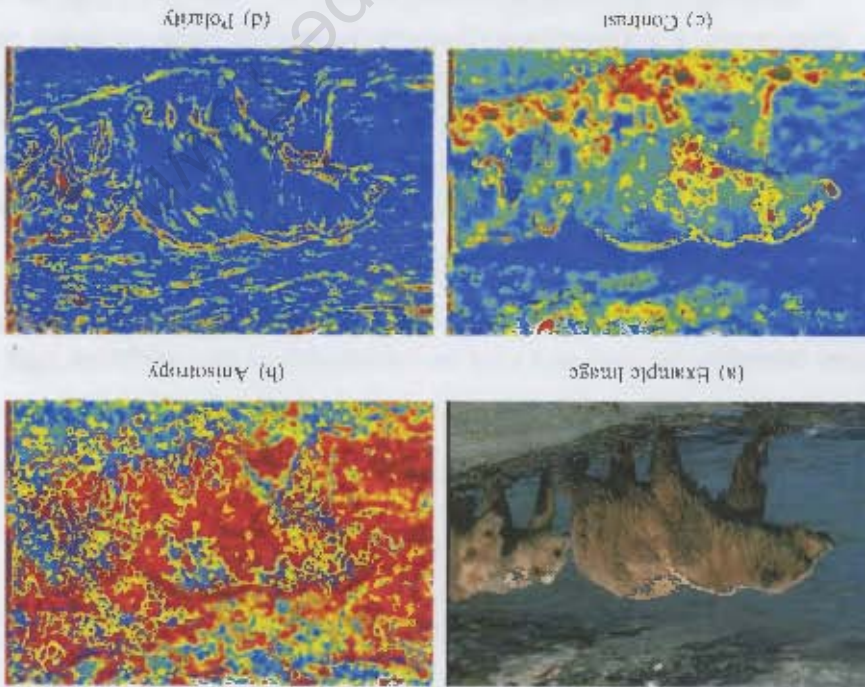 (a) Example Image
(b) Anisotropy
(c) Contrast
(d) Polarity